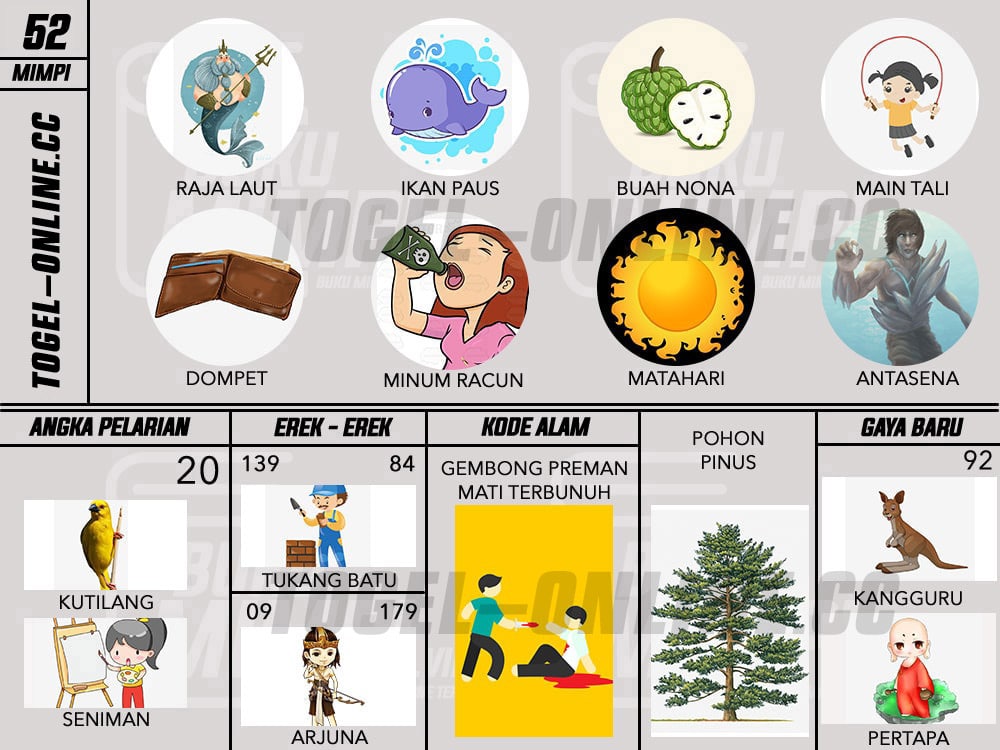 52
MIMPI
TOGEL-ONLINE.CC
RAJA LAUT
IKAN PAUS
BUAH NONA
MAIN TALI
TOGEL-ONLINE.CC
DOMPET
MINUM RACUN
MATAHARI
ANTASENA
ANGKA PELARIAN
20
KUTILANG
SENIMAN
EREK - EREK
139
84
TUKANG BATU
09
179
ARJUNA
KODE ALAM
GEMBONG PREMAN
MATI TERBUNUH
POHON
PINUS
TOGEL-ONLINE.CC
GAYA BARU
92
KANGGURU
PERTAPA